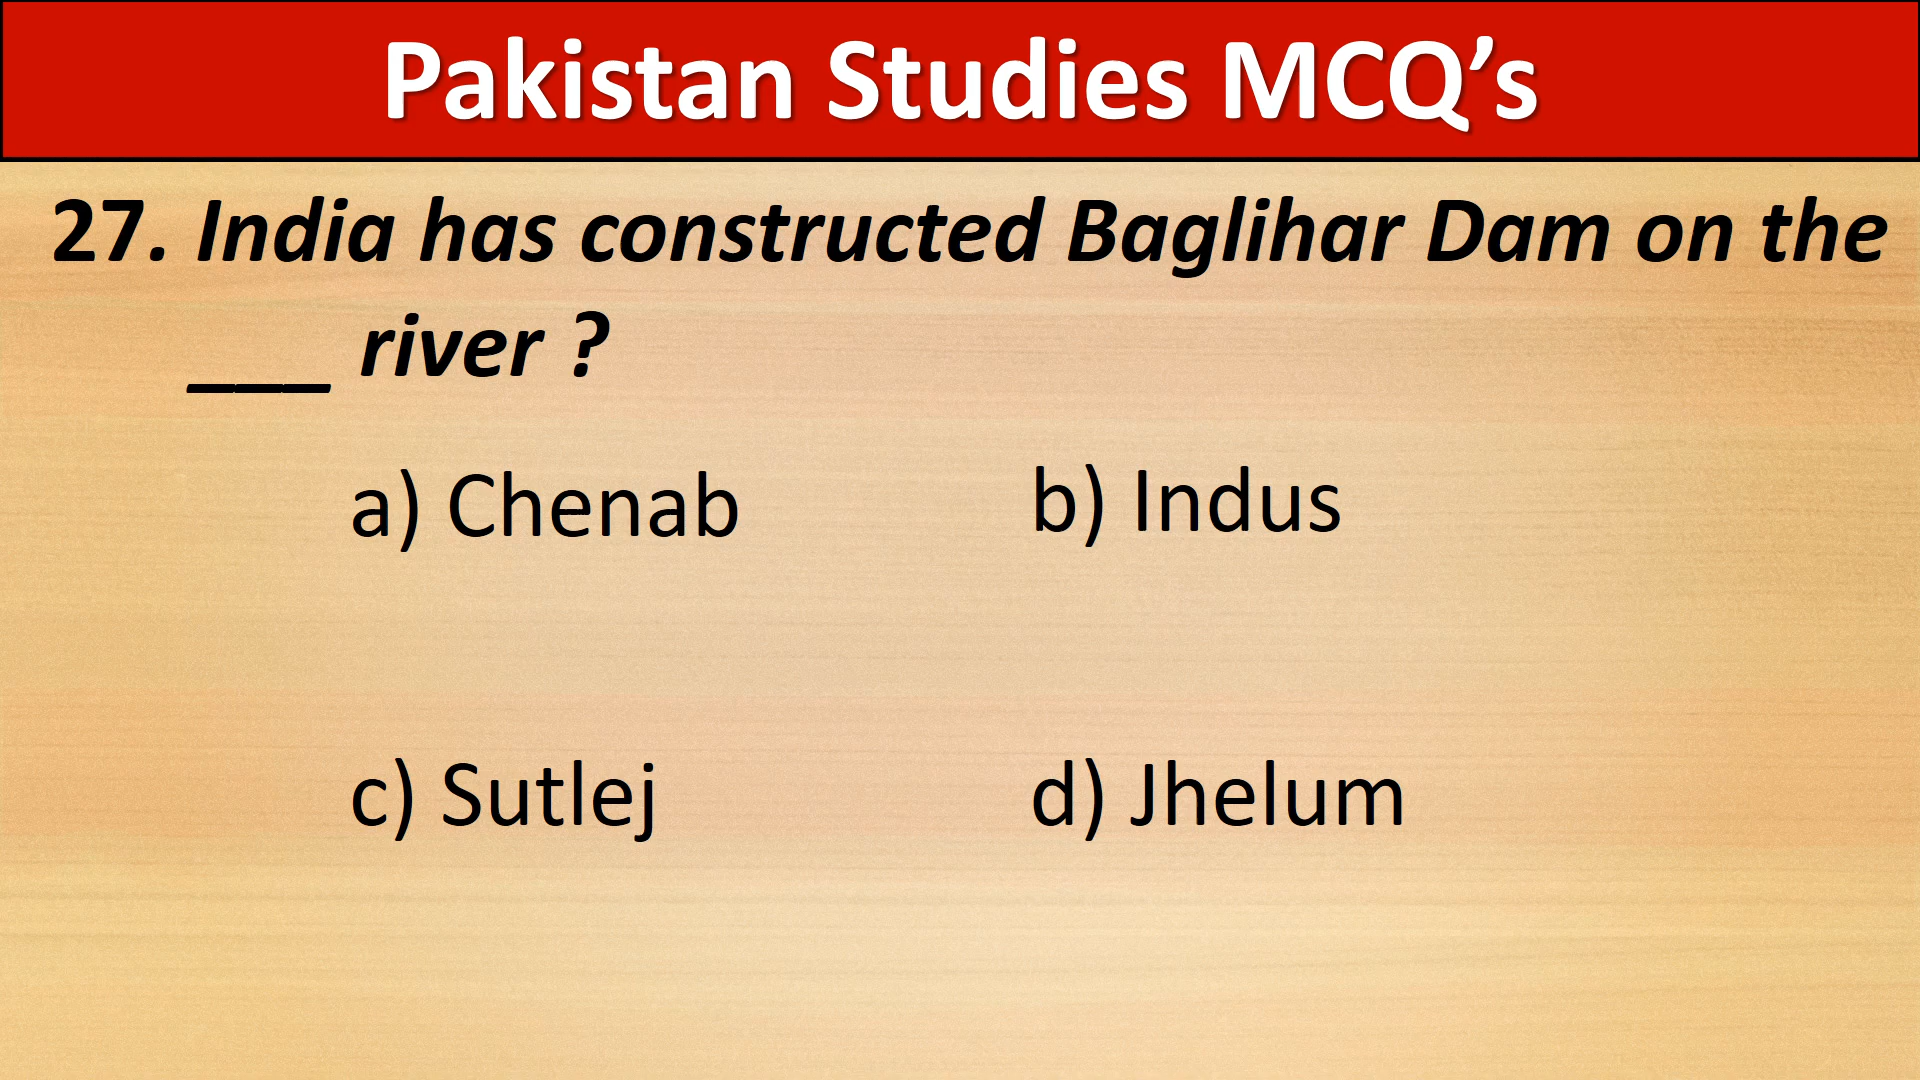 Pakistan Studies MCQ’s
27. India has constructed Baglihar Dam on the
___ river ?
a) Chenab
b) Indus
c) Sutlej
d) Jhelum